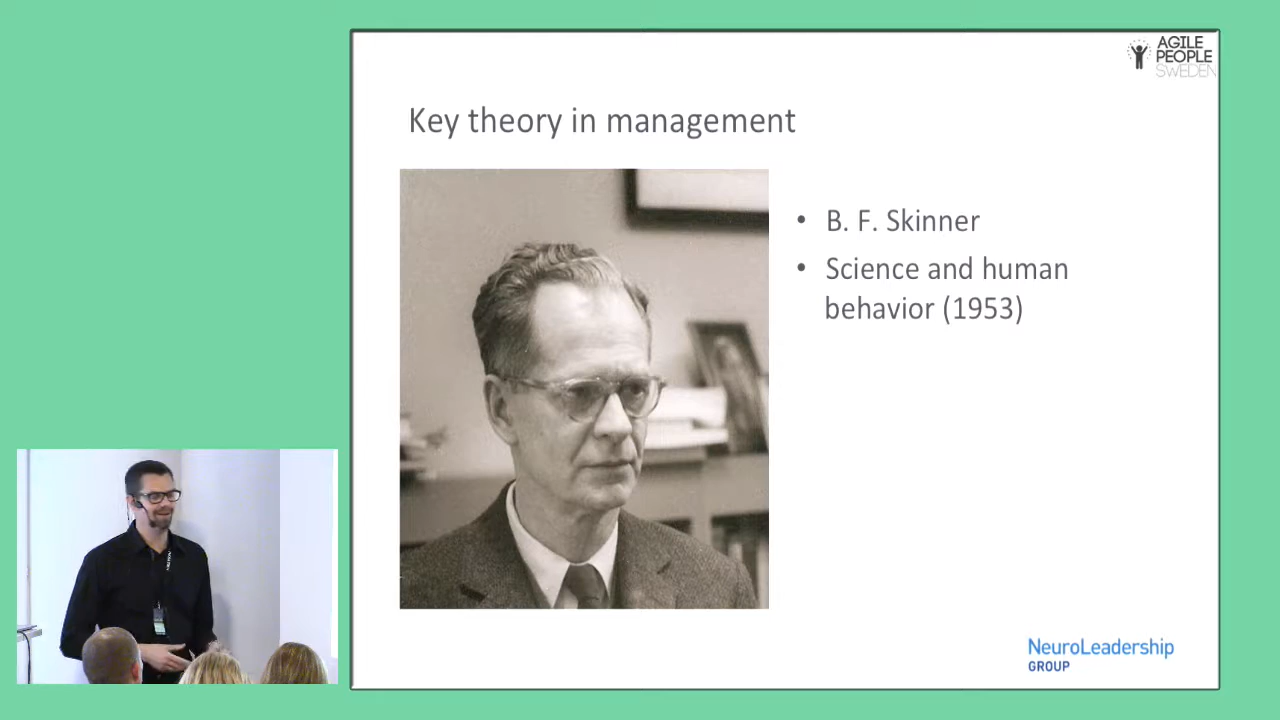 AGILE
PEOPLE
SWEDEN
Key theory in management
• B. F. Skinner
• Science and human
behavior (1953)
NeuroLeadership
GROUP